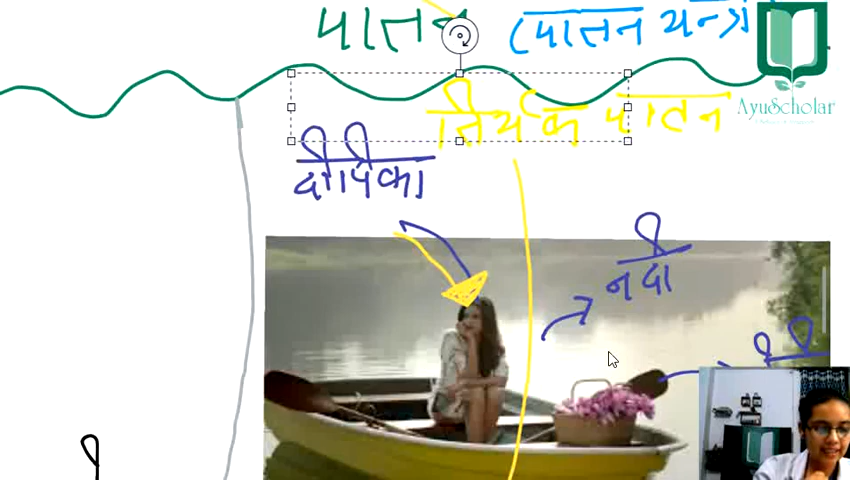 पातन
(पातन यन्त्र
AyuScholar
तिर्यक पातन
दीपिका
नदी